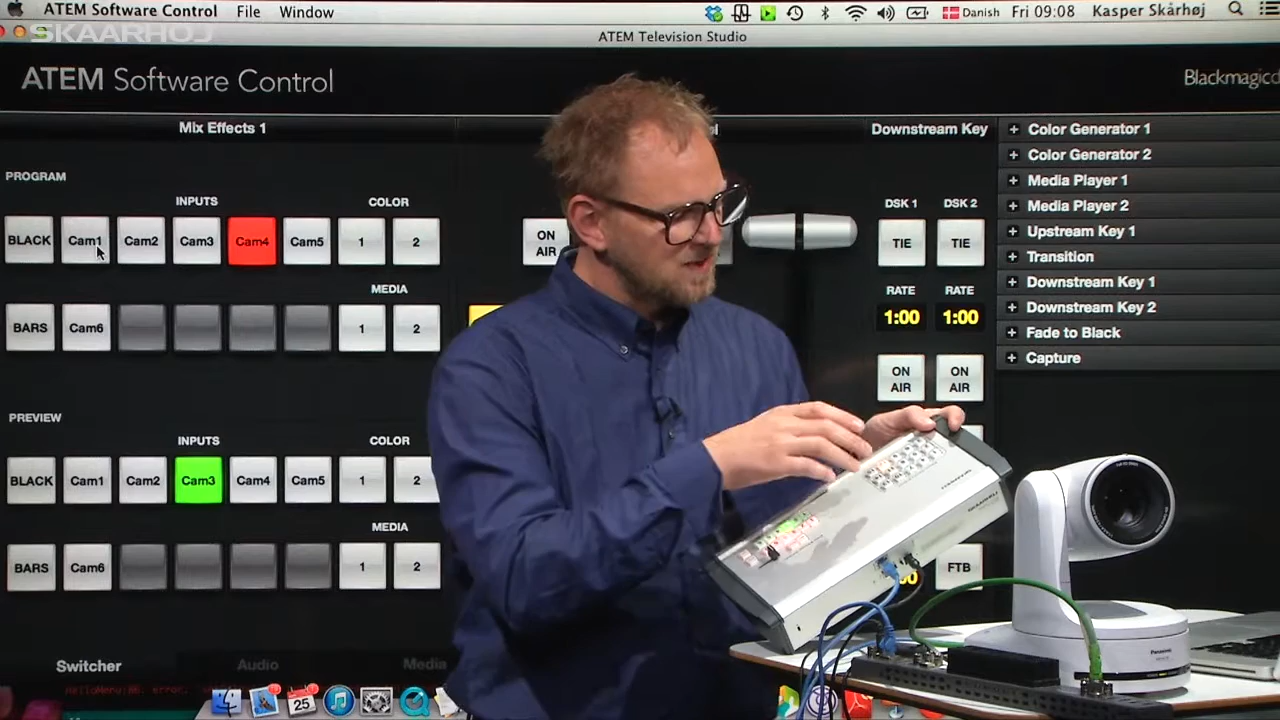 ATEM Software Control File Window Danish Fri 09:08 Kasper Skårhøj
SKAARHOJ
ATEM Television Studio
ATEM Software Control
Mix Effects 1
Downstream Key
PROGRAM
INPUTS COLOR
BLACK Cam1 Cam2 Cam3 Cam4 Cam5 1 2
MEDIA
BARS Cam6 1 2
PREVIEW
INPUTS COLOR
BLACK Cam1 Cam2 Cam3 Cam4 Cam5 1
MEDIA
BARS Cam6 1 2
Switcher Audio Media
ON
AIR
DSK 1 DSK 2
TIE TIE
RATE RATE
1:00 1:00
ON ON
AIR AIR
FTB
+ Color Generator 1
+ Color Generator 2
+ Media Player 1
+ Media Player 2
+ Upstream Key 1
+ Transition
+ Downstream Key 1
+ Downstream Key 2
+ Fade to Black
+ Capture
25
SKAARHOJ
Panasonic